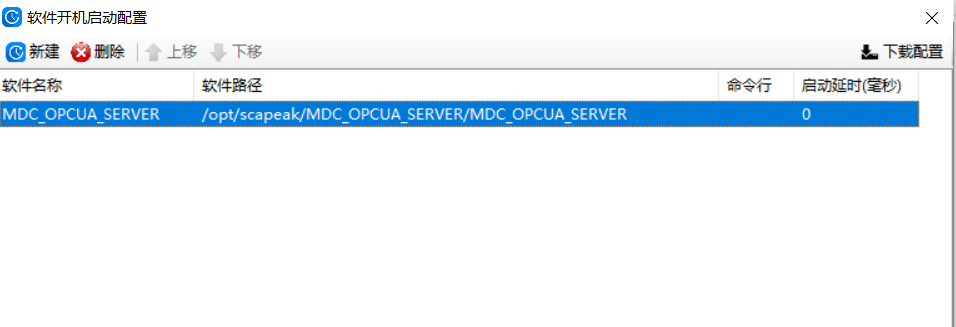 软件开机启动配置
新建 删除 上移 下移 下载配置
软件名称 软件路径 命令行 启动延时(毫秒)
MDC_OPCUA_SERVER /opt/scapeak/MDC_OPCUA_SERVER/MDC_OPCUA_SERVER 0